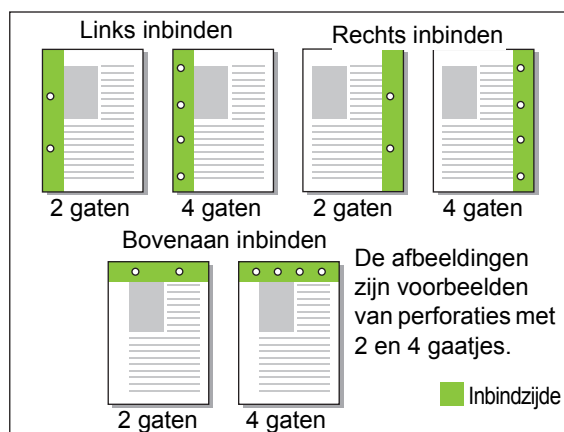 Links inbinden
Rechts inbinden
2 gaten
4 gaten
2 gaten
4 gaten
Bovenaan inbinden
De afbeeldingen
zijn voorbeelden
van perforaties met
2 en 4 gaatjes.
Inbindzijde
2 gaten
4 gaten